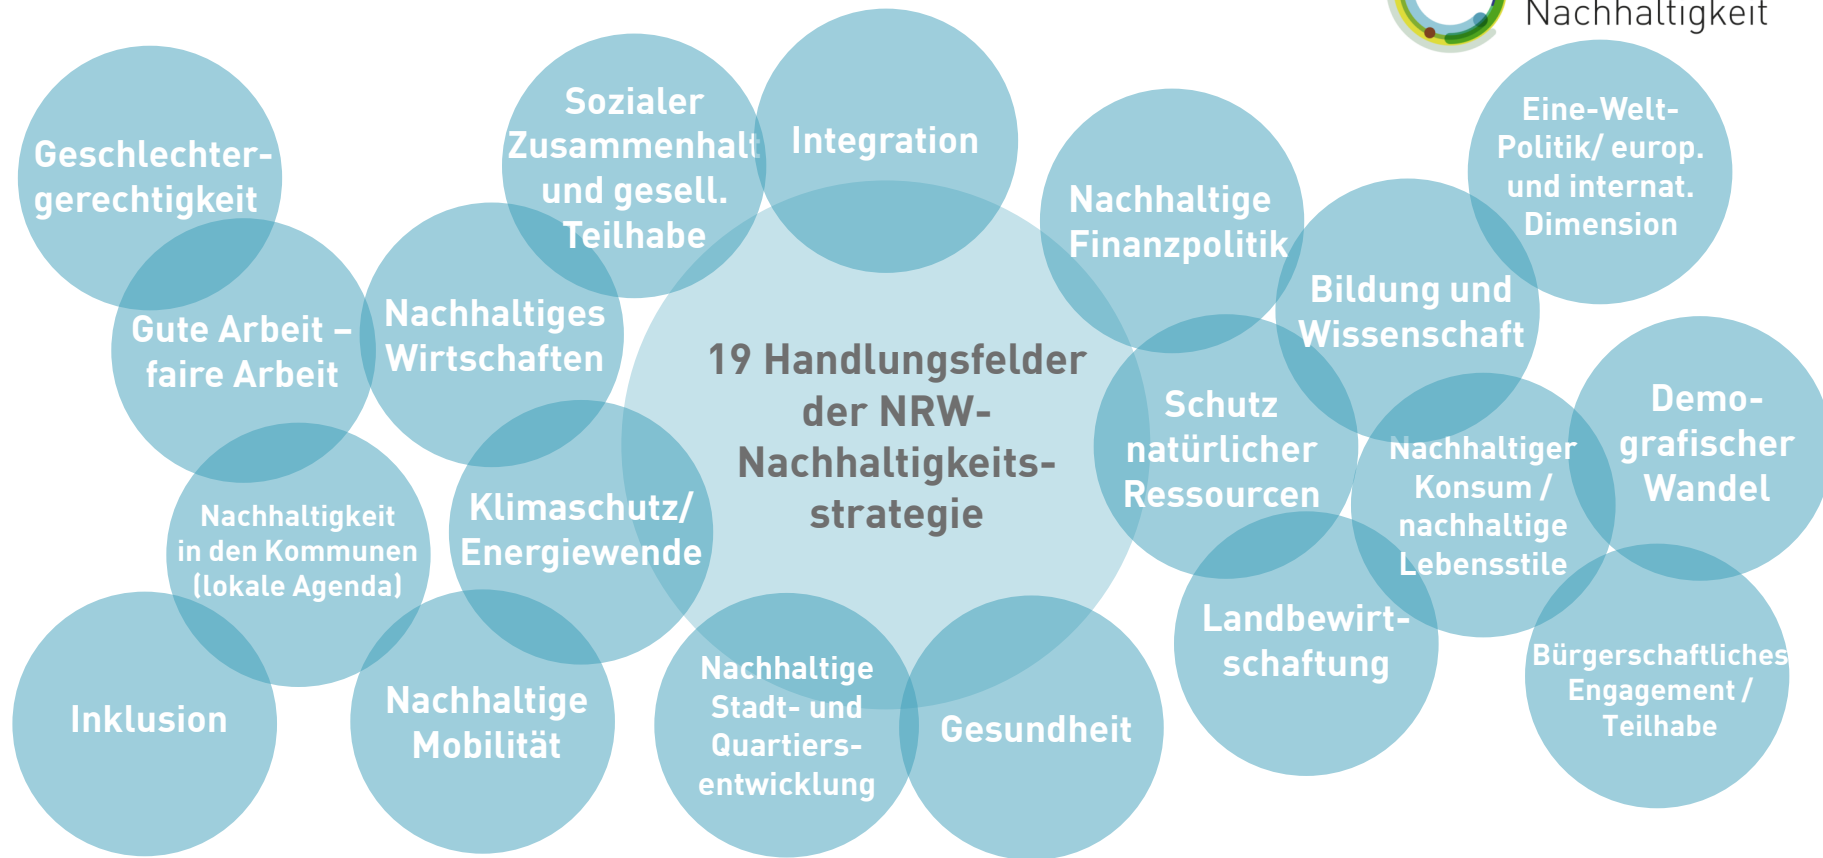 Nachhaltigkeit
Geschlechter-
gerechtigkeit
Sozialer
Zusammenhalt
und gesell.
Teilhabe
Integration
Nachhaltige
Finanzpolitik
Eine-Welt-
Politik/ europ.
und internat.
Dimension
Gute Arbeit –
faire Arbeit
Nachhaltiges
Wirtschaften
19 Handlungsfelder
der NRW-
Nachhaltigkeits-
strategie
Bildung und
Wissenschaft
Schutz
natürlicher
Ressourcen
Nachhaltiger
Konsum /
nachhaltige
Lebensstile
Demo-
grafischer
Wandel
Nachhaltigkeit
in den Kommunen
(lokale Agenda)
Klimaschutz/
Energiewende
Inklusion
Nachhaltige
Mobilität
Nachhaltige
Stadt- und
Quartiers-
entwicklung
Gesundheit
Landbewirt-
schaftung
Bürgerschaftliches
Engagement /
Teilhabe